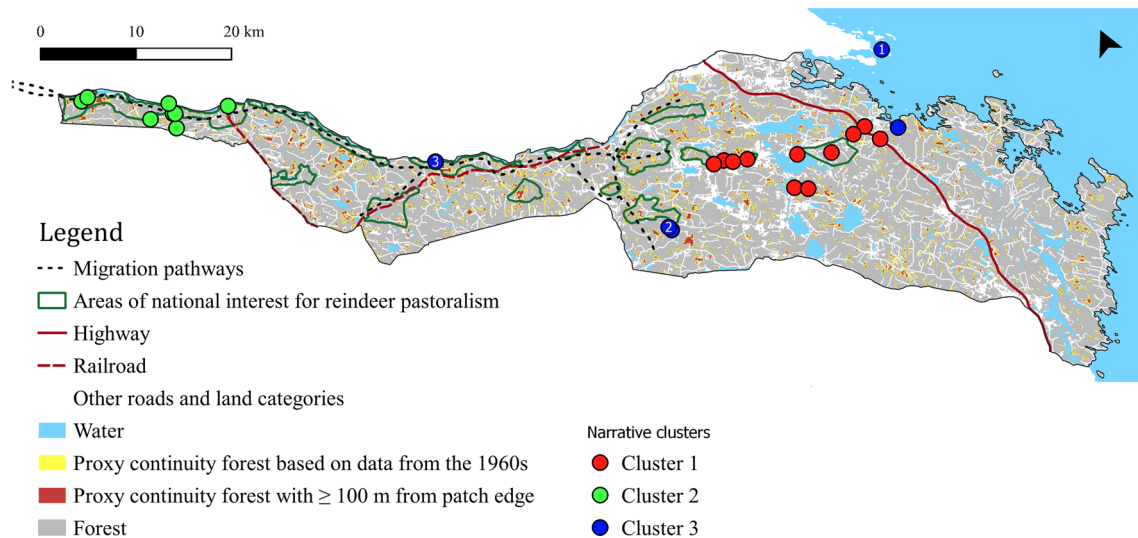 0 10 20 km
1
3
2
Legend
Migration pathways
Areas of national interest for reindeer pastoralism
Highway
Railroad
Other roads and land categories
Water
Proxy continuity forest based on data from the 1960s
Proxy continuity forest with ≥ 100 m from patch edge
Forest
Narrative clusters
Cluster 1
Cluster 2
Cluster 3